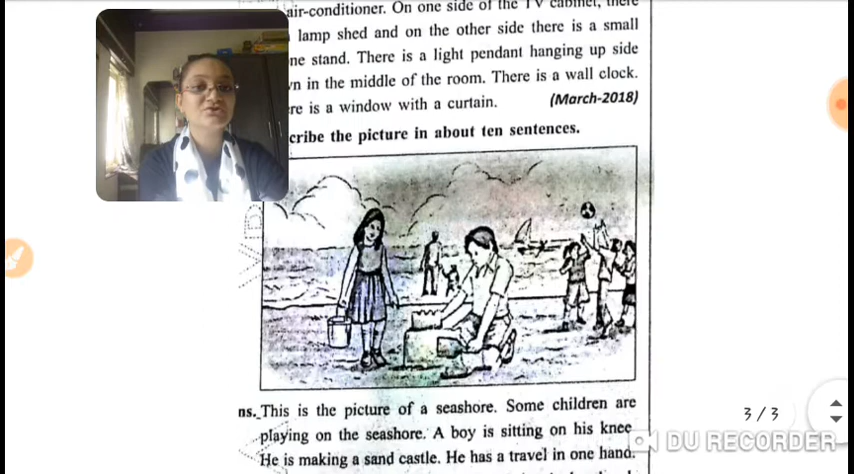 air-conditioner. On one side of the TV cabinet, there
lamp shed and on the other side there is a small
ne stand. There is a light pendant hanging up side
vn in the middle of the room. There is a wall clock.
re is a window with a curtain. (March-2018)
cribe the picture in about ten sentences.
ns. This is the picture of a seashore. Some children are
playing on the seashore. A boy is sitting on his knee
He is making a sand castle. He has a travel in one hand.
3 / 3
DU RECORDER